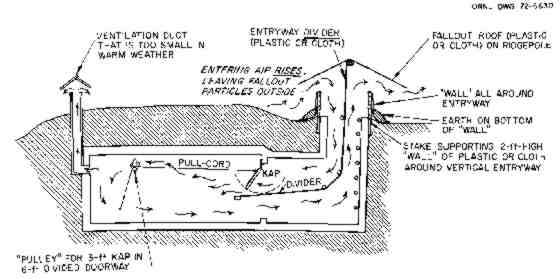 ORNL DWG 72-6630
VENTILATION DUCT
THAT IS TOO SMALL IN
WARM WEATHER
ENTRYWAY DIVIDER
(PLASTIC OR CLOTH)
FALLOUT ROOF (PLASTIC
OR CLOTH) ON RIDGEPOLE
ENTERING AIR RISES,
LEAVING FALLOUT
PARTICLES OUTSIDE
"WALL" ALL AROUND
ENTRYWAY
EARTH ON BOTTOM
OF "WALL"
STAKE SUPPORTING 2-ft-HIGH
"WALL" OF PLASTIC OR CLOTH
AROUND VERTICAL ENTRYWAY
PULL-CORD
KAP
DIVIDER
"PULLEY" FOR 3-ft KAP IN
6-ft DIVIDED DOORWAY